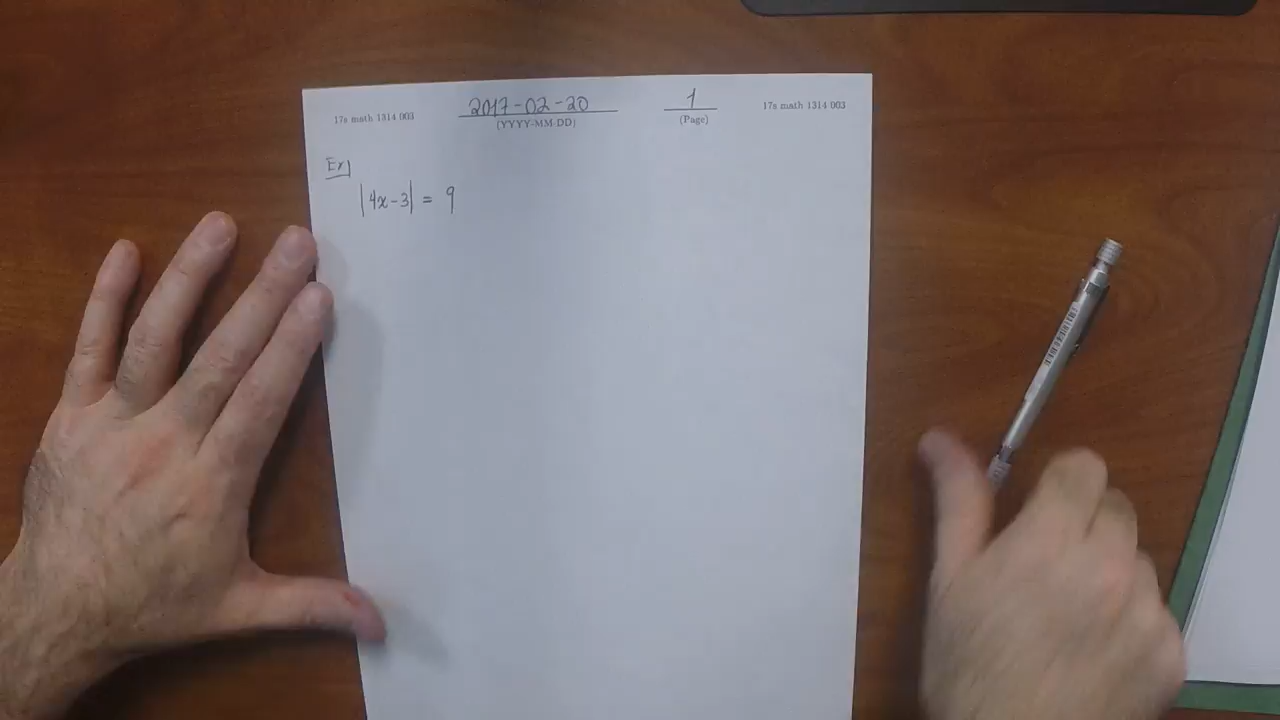 17s math 1314 003 2017-02-20 1 17s math 1314 003
(YYYY-MM-DD) (Page)
Ex]
|4x-3| = 9